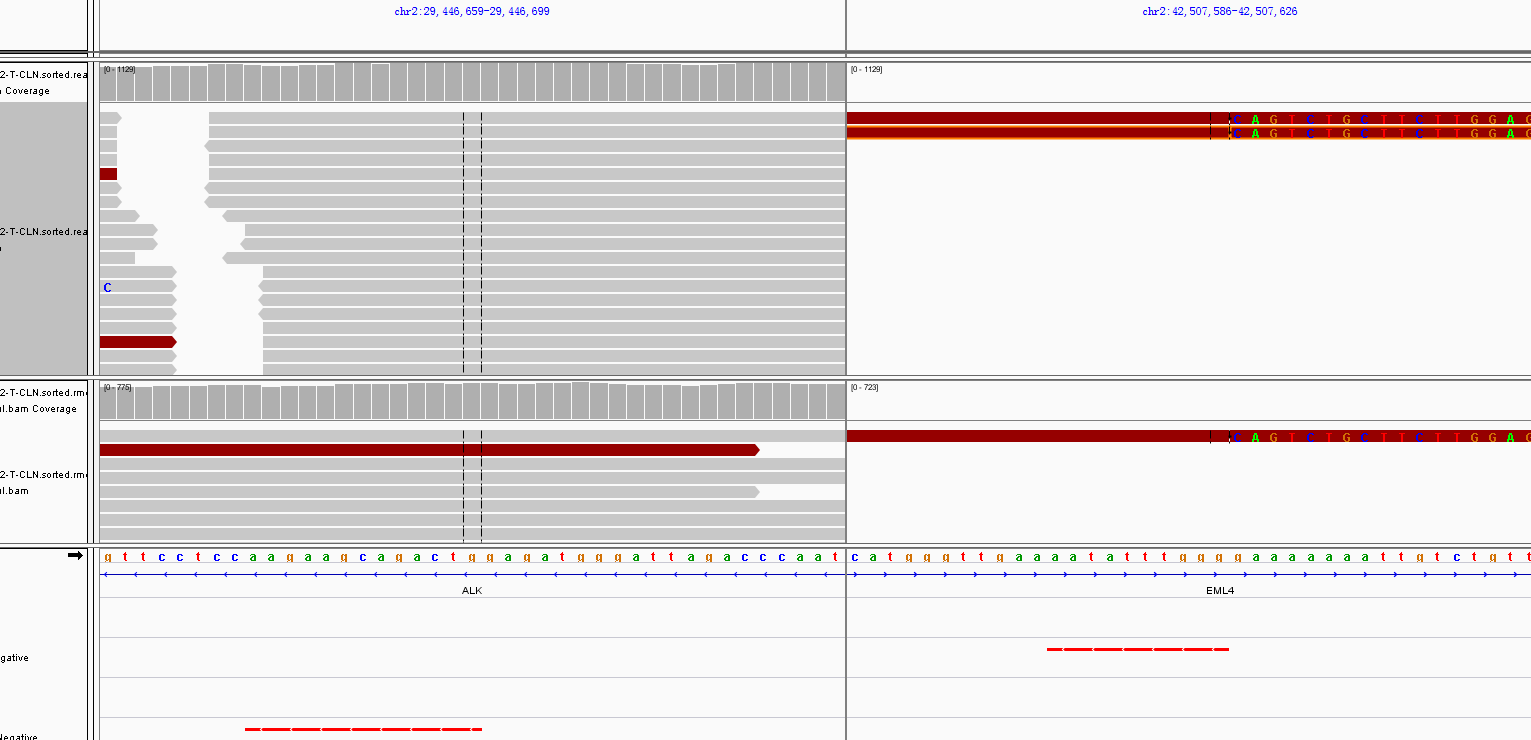 chr2:29,446,659-29,446,699
chr2:42,507,586-42,507,626
2-T-CLN.sorted.rea
Coverage
[0 - 1129]
[0 - 1129]
C A G T C T G C T T C T T G G A G
C A G T C T G C T T C T T G G A G
2-T-CLN.sorted.rea
C
2-T-CLN.sorted.rm
l.bam Coverage
[0 - 775]
[0 - 723]
C A G T C T G C T T C T T G G A G
2-T-CLN.sorted.rm
l.bam
g t t c c t c c a a g a a g c a g a c t g g a g a t g g g a t t a g a c c c a a t
c a t g g g t t g a a a a t a t t t g g g g a a a a a a a t t g t c t g t t
ALK
EML4
gative
Negative